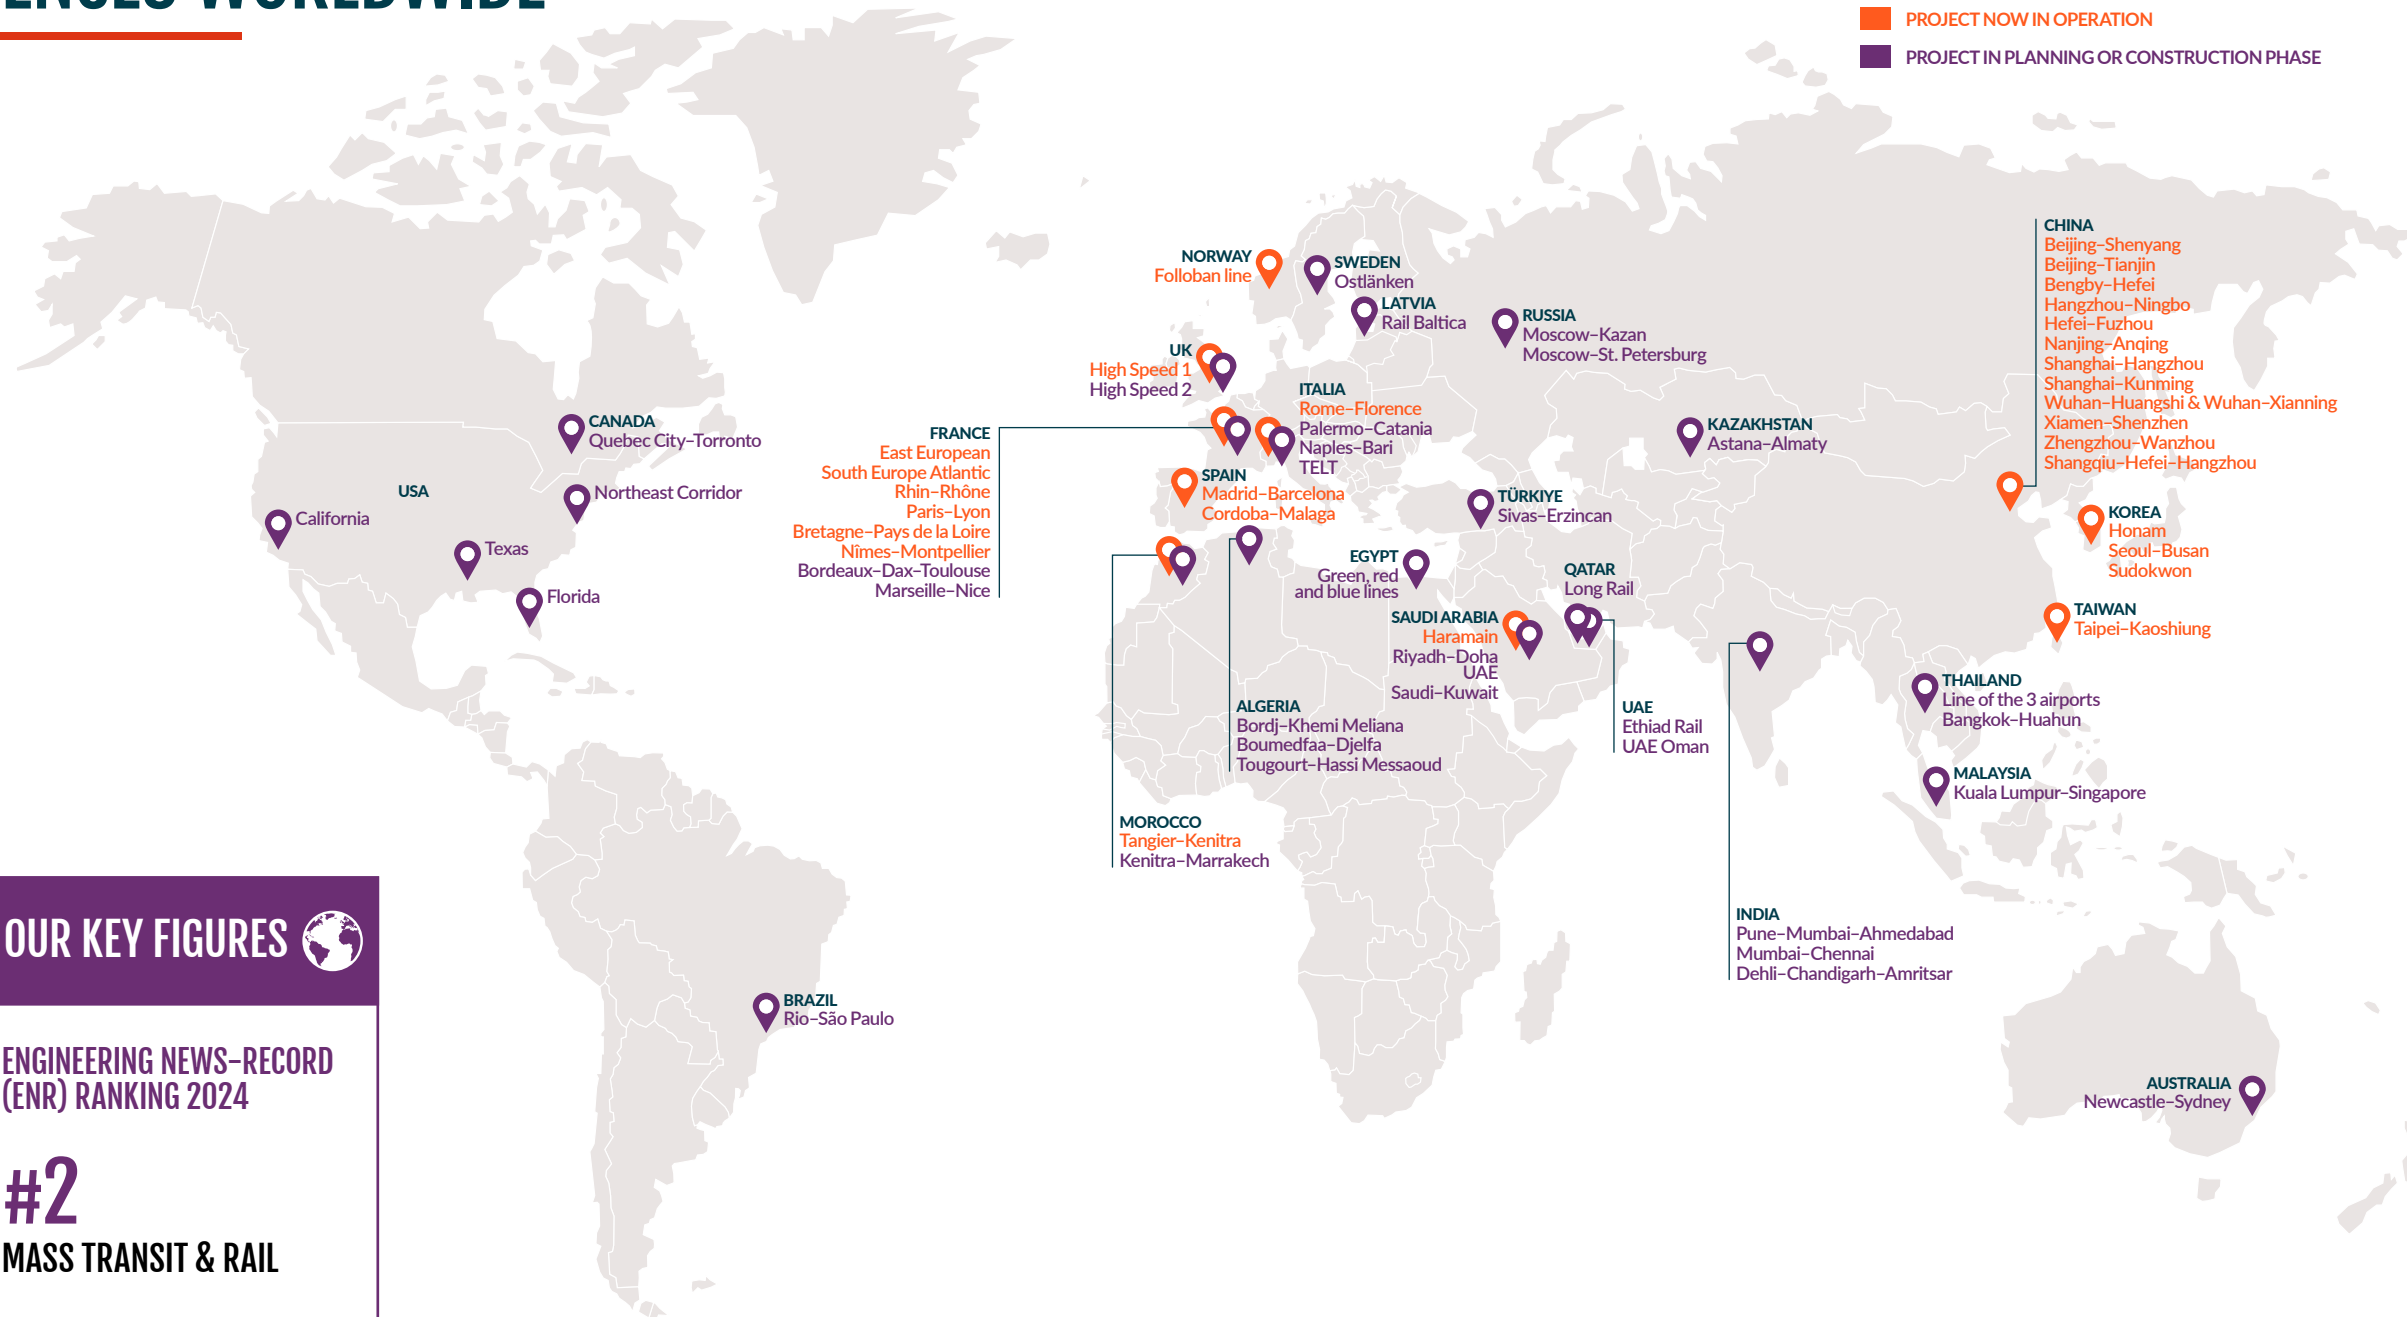 PROJECT NOW IN OPERATION
PROJECT IN PLANNING OR CONSTRUCTION PHASE
CANADA
Quebec City–Torronto
USA
Northeast Corridor
California
Texas
Florida
BRAZIL
Rio–São Paulo
NORWAY
Folloban line
SWEDEN
Ostlänken
LATVIA
Rail Baltica
RUSSIA
Moscow–Kazan
Moscow–St. Petersburg
UK
High Speed 1
High Speed 2
ITALIA
Rome–Florence
Palermo–Catania
Naples–Bari
TELT
FRANCE
East European
South Europe Atlantic
Rhin–Rhône
Paris–Lyon
Bretagne–Pays de la Loire
Nîmes–Montpellier
Bordeaux–Dax–Toulouse
Marseille–Nice
SPAIN
Madrid–Barcelona
Cordoba–Malaga
KAZAKHSTAN
Astana–Almaty
TÜRKIYE
Sivas–Erzincan
EGYPT
Green, red
and blue lines
QATAR
Long Rail
SAUDI ARABIA
Haramain
Riyadh–Doha
UAE
Saudi–Kuwait
UAE
Ethiad Rail
UAE Oman
ALGERIA
Bordj–Khemi Meliana
Boumedfaa–Djelfa
Tougourt–Hassi Messaoud
MOROCCO
Tangier–Kenitra
Kenitra–Marrakech
CHINA
Beijing–Shenyang
Beijing–Tianjin
Bengby–Hefei
Hangzhou–Ningbo
Hefei–Fuzhou
Nanjing–Anqing
Shanghai–Hangzhou
Shanghai–Kunming
Wuhan–Huangshi & Wuhan–Xianning
Xiamen–Shenzhen
Zhengzhou–Wanzhou
Shangqiu–Hefei–Hangzhou
KOREA
Honam
Seoul–Busan
Sudokwon
TAIWAN
Taipei–Kaoshiung
THAILAND
Line of the 3 airports
Bangkok–Huahun
MALAYSIA
Kuala Lumpur–Singapore
INDIA
Pune–Mumbai–Ahmedabad
Mumbai–Chennai
Dehli–Chandigarh–Amritsar
AUSTRALIA
Newcastle–Sydney
OUR KEY FIGURES
ENGINEERING NEWS-RECORD
(ENR) RANKING 2024
#2
MASS TRANSIT & RAIL